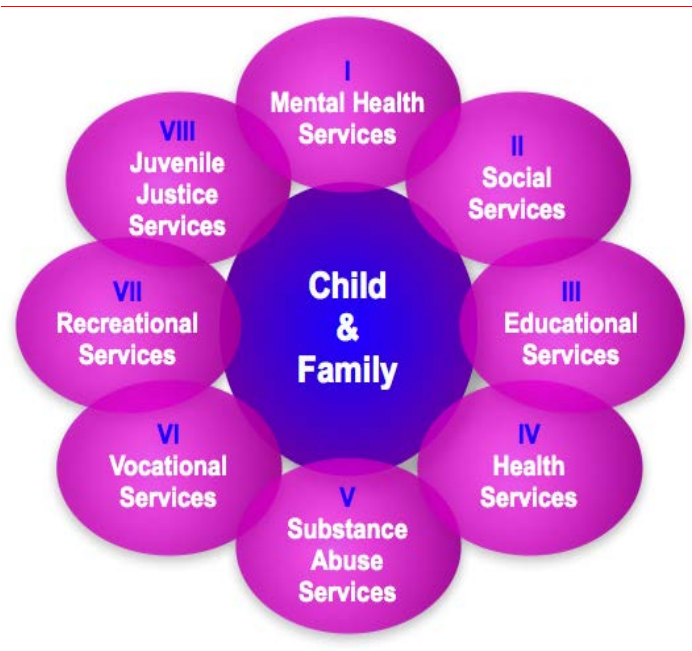 I
Mental Health
Services
II
Social
Services
III
Educational
Services
IV
Health
Services
V
Substance
Abuse
Services
VI
Vocational
Services
VII
Recreational
Services
VIII
Juvenile
Justice
Services
Child
&
Family